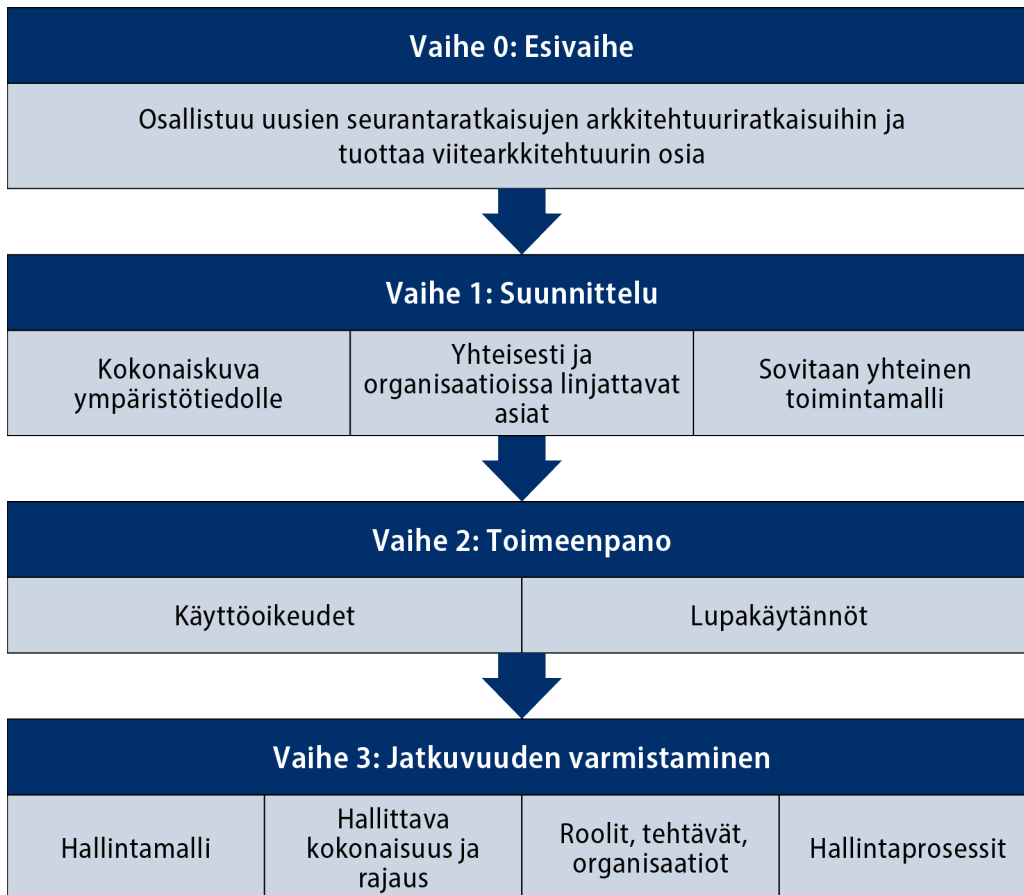 Vaihe 0: Esivaihe
Osallistuu uusien seurantaratkaisujen arkkitehtuuriratkaisuihin ja
tuottaa viitearkkitehtuurin osia
Vaihe 1: Suunnittelu
Kokonaiskuva
ympäristötiedolle
Yhteisesti ja
organisaatioissa linjattavat
asiat
Sovitaan yhteinen
toimintamalli
Vaihe 2: Toimeenpano
Käyttöoikeudet
Lupakäytännöt
Vaihe 3: Jatkuvuuden varmistaminen
Hallintamalli
Hallittava
kokonaisuus ja
rajaus
Roolit, tehtävät,
organisaatiot
Hallintaprosessit